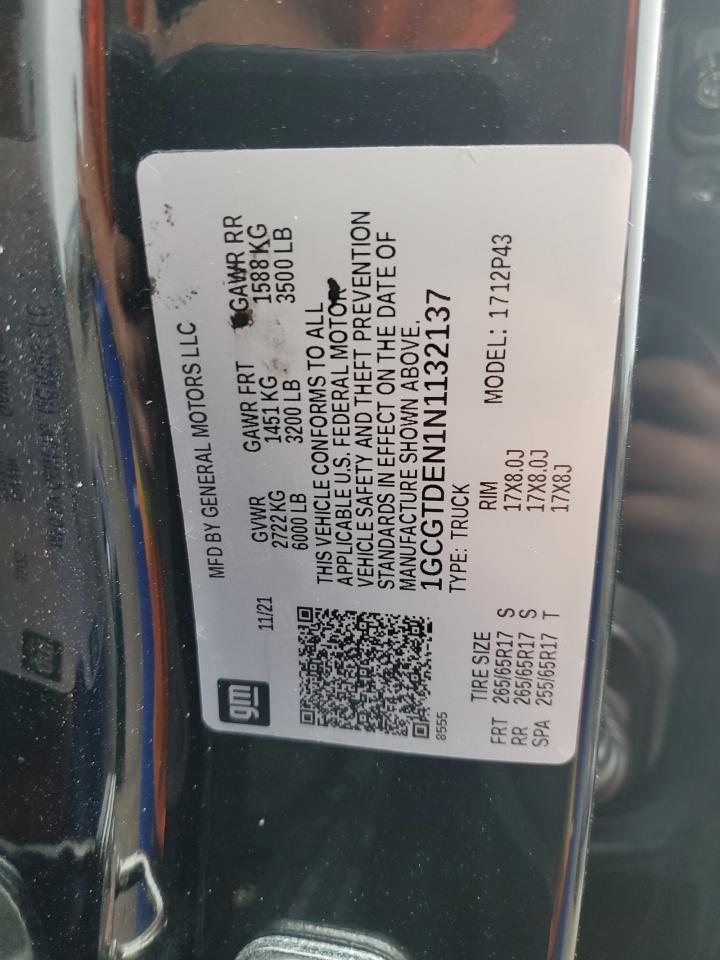 gm
MFD BY GENERAL MOTORS LLC
11/21
GVWR GAWR FRT GAWR RR
2722 KG 1451 KG 1588 KG
6000 LB 3200 LB 3500 LB
THIS VEHICLE CONFORMS TO ALL
APPLICABLE U.S. FEDERAL MOTOR
VEHICLE SAFETY AND THEFT PREVENTION
STANDARDS IN EFFECT ON THE DATE OF
MANUFACTURE SHOWN ABOVE.
1GCGTDEN1N1132137
8555
TYPE: TRUCK MODEL: 1712P43
TIRE SIZE RIM
FRT 265/65R17 S 17X8.0J
RR 265/65R17 S 17X8.0J
SPA 255/65R17 T 17X8J